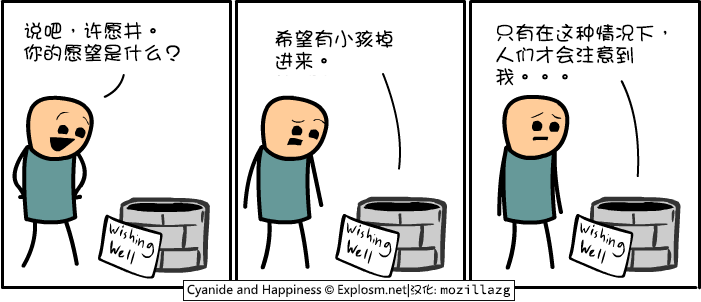 说吧，许愿井。
你的愿望是什么？
希望有小孩掉
进来。
只有在这种情况下，
人们才会注意到
我。。。
Wishing
Well
Wishing
Well
Wishing
Well
Cyanide and Happiness © Explosm.net|汉化: mozillazg